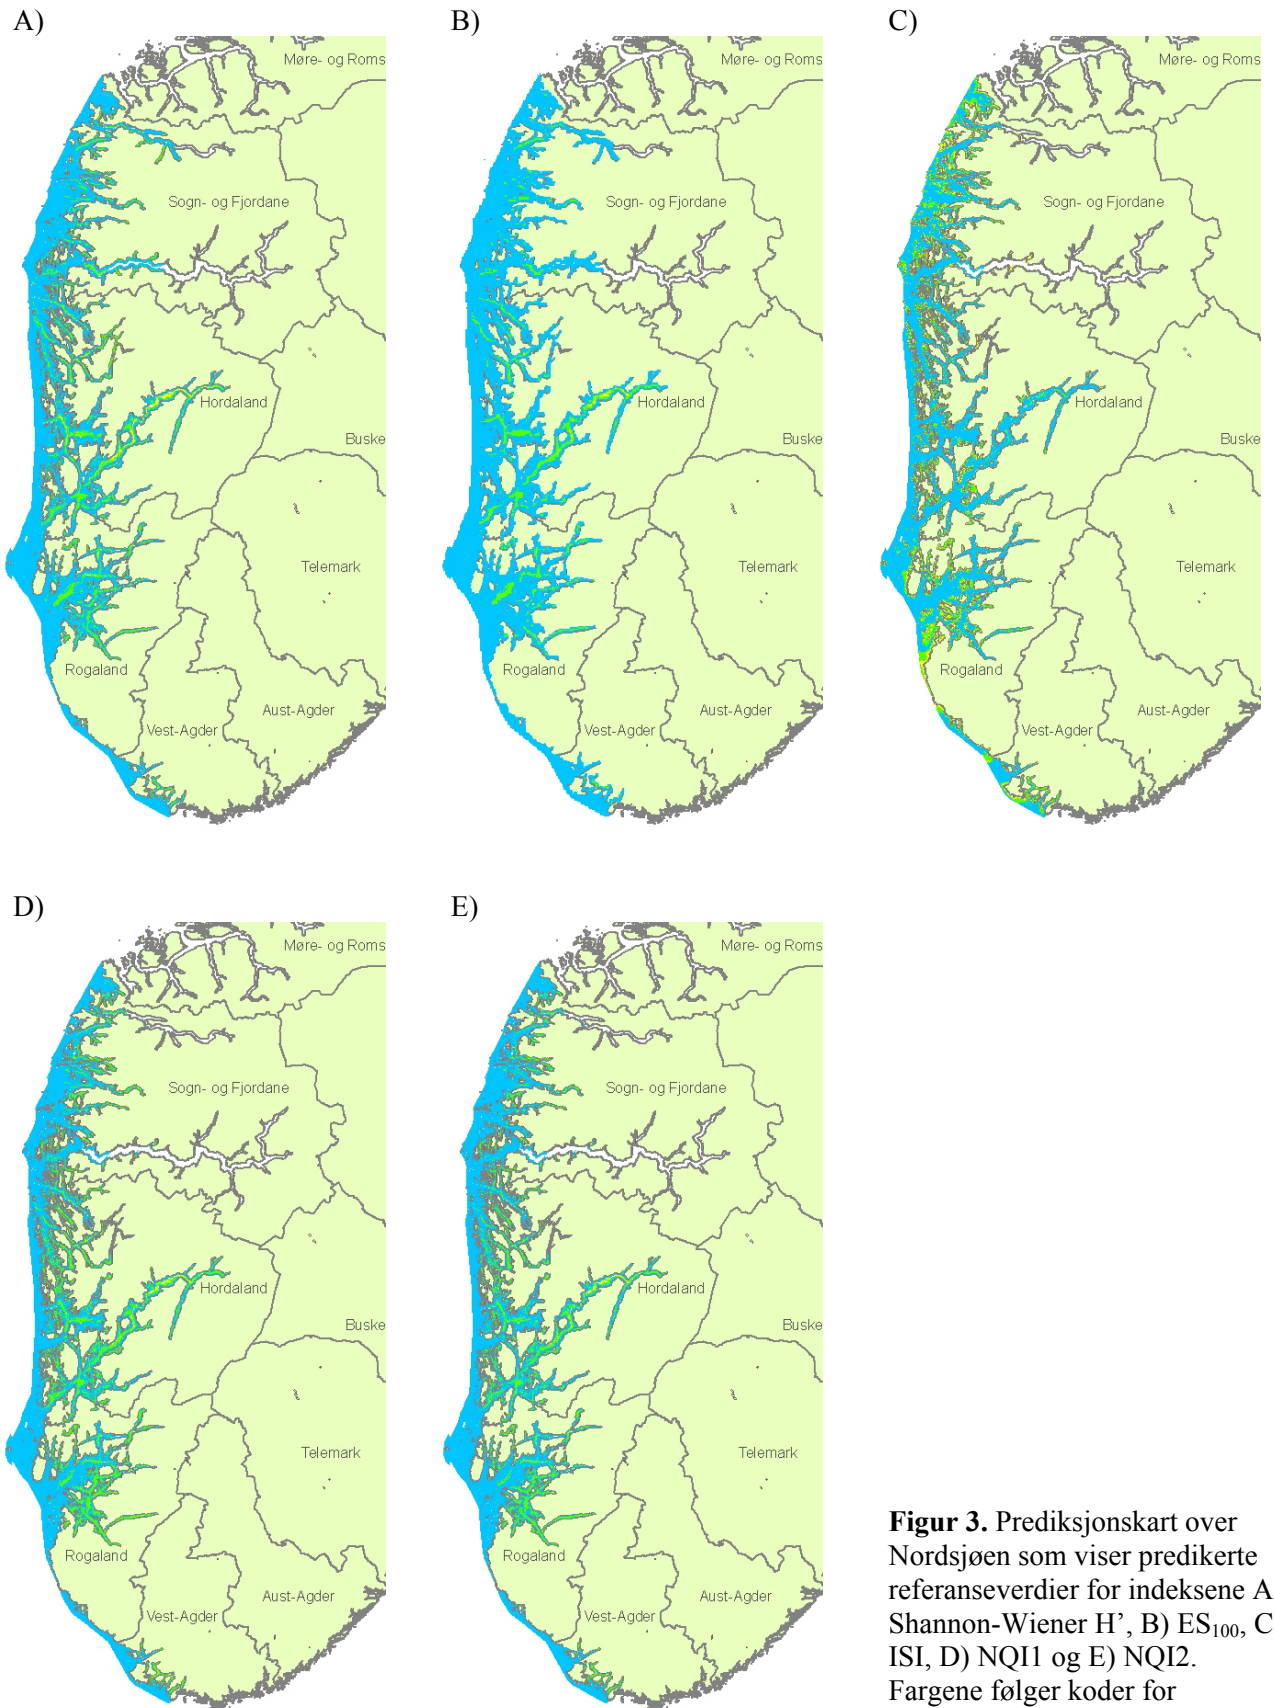 A)
B)
C)
Møre- og Roms
Sogn- og Fjordane
Hordaland
Buske
Telemark
Rogaland
Aust-Agder
Vest-Agder
Møre- og Roms
Sogn- og Fjordane
Hordaland
Buske
Telemark
Rogaland
Aust-Agder
Vest-Agder
Møre- og Roms
Sogn- og Fjordane
Hordaland
Buske
Telemark
Rogaland
Aust-Agder
Vest-Agder
D)
E)
Møre- og Roms
Sogn- og Fjordane
Hordaland
Buske
Telemark
Rogaland
Aust-Agder
Vest-Agder
Møre- og Roms
Sogn- og Fjordane
Hordaland
Buske
Telemark
Rogaland
Aust-Agder
Vest-Agder
Figur 3. Prediksjonskart over
Nordsjøen som viser predikerte
referanseverdier for indeksene A
Shannon-Wiener H’, B) ES₁₀₀, C
ISI, D) NQI1 og E) NQI2.
Fargene følger koder for